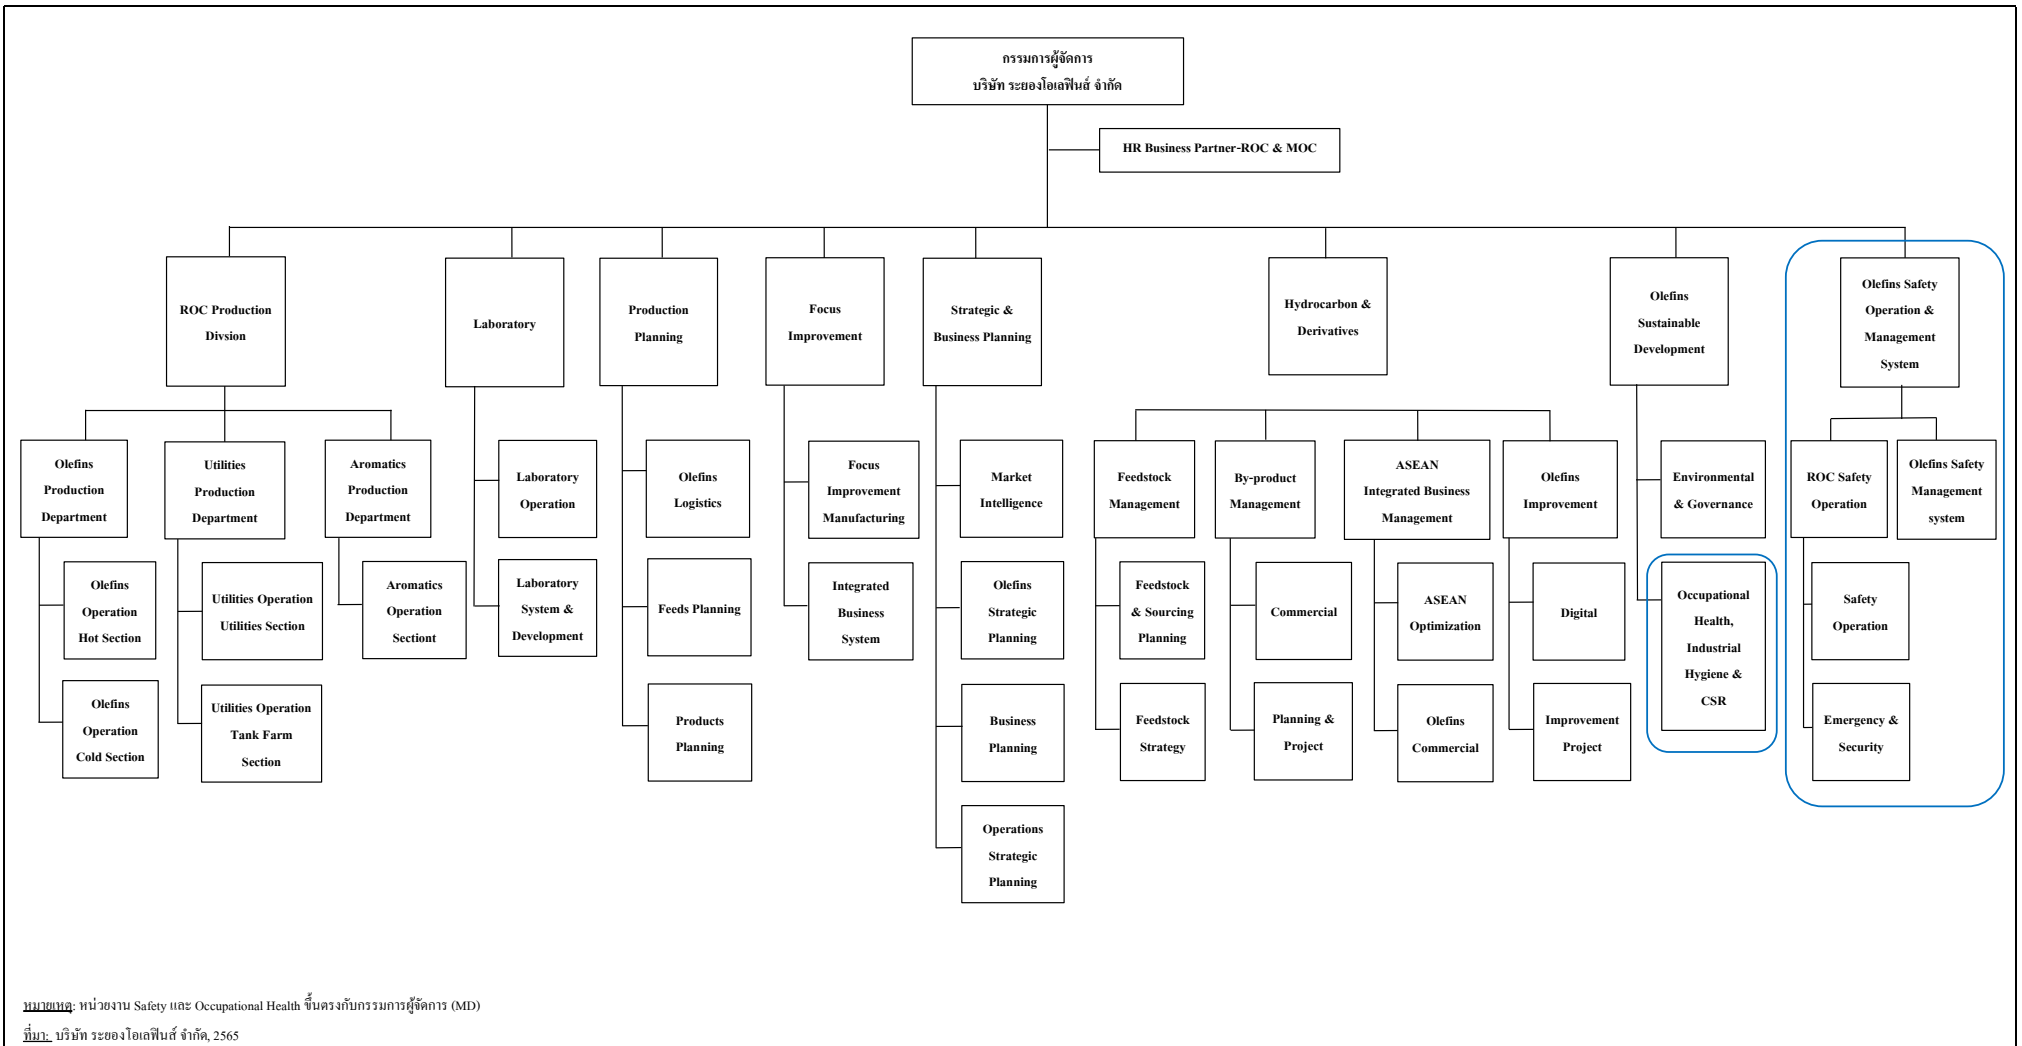 กรรมการผู้จัดการ
บริษัท ระยองโอเลฟินส์ จำกัด
HR Business Partner-ROC & MOC
ROC Production
Divsion
Laboratory
Production
Planning
Focus
Improvement
Strategic &
Business Planning
Hydrocarbon &
Derivatives
Olefins
Sustainable
Development
Olefins Safety
Operation &
Management
System
Olefins
Production
Department
Utilities
Production
Department
Aromatics
Production
Department
Laboratory
Operation
Olefins
Logistics
Focus
Improvement
Manufacturing
Market
Intelligence
Feedstock
Management
By-product
Management
ASEAN
Integrated Business
Management
Olefins
Improvement
Environmental
& Governance
ROC Safety
Operation
Olefins Safety
Management
system
Olefins
Operation
Hot Section
Utilities Operation
Utilities Section
Aromatics
Operation
Sectiont
Laboratory
System &
Development
Feeds Planning
Integrated
Business
System
Olefins
Strategic
Planning
Feedstock
& Sourcing
Planning
Commercial
ASEAN
Optimization
Digital
Occupational
Health,
Industrial
Hygiene &
CSR
Safety
Operation
Olefins
Operation
Cold Section
Utilities Operation
Tank Farm
Section
Products
Planning
Business
Planning
Feedstock
Strategy
Planning &
Project
Olefins
Commercial
Improvement
Project
Emergency &
Security
Operations
Strategic
Planning
หมายเหตุ: หน่วยงาน Safety และ Occupational Health ขึ้นตรงกับกรรมการผู้จัดการ (MD)
ที่มา: บริษัท ระยองโอเลฟินส์ จำกัด, 2565